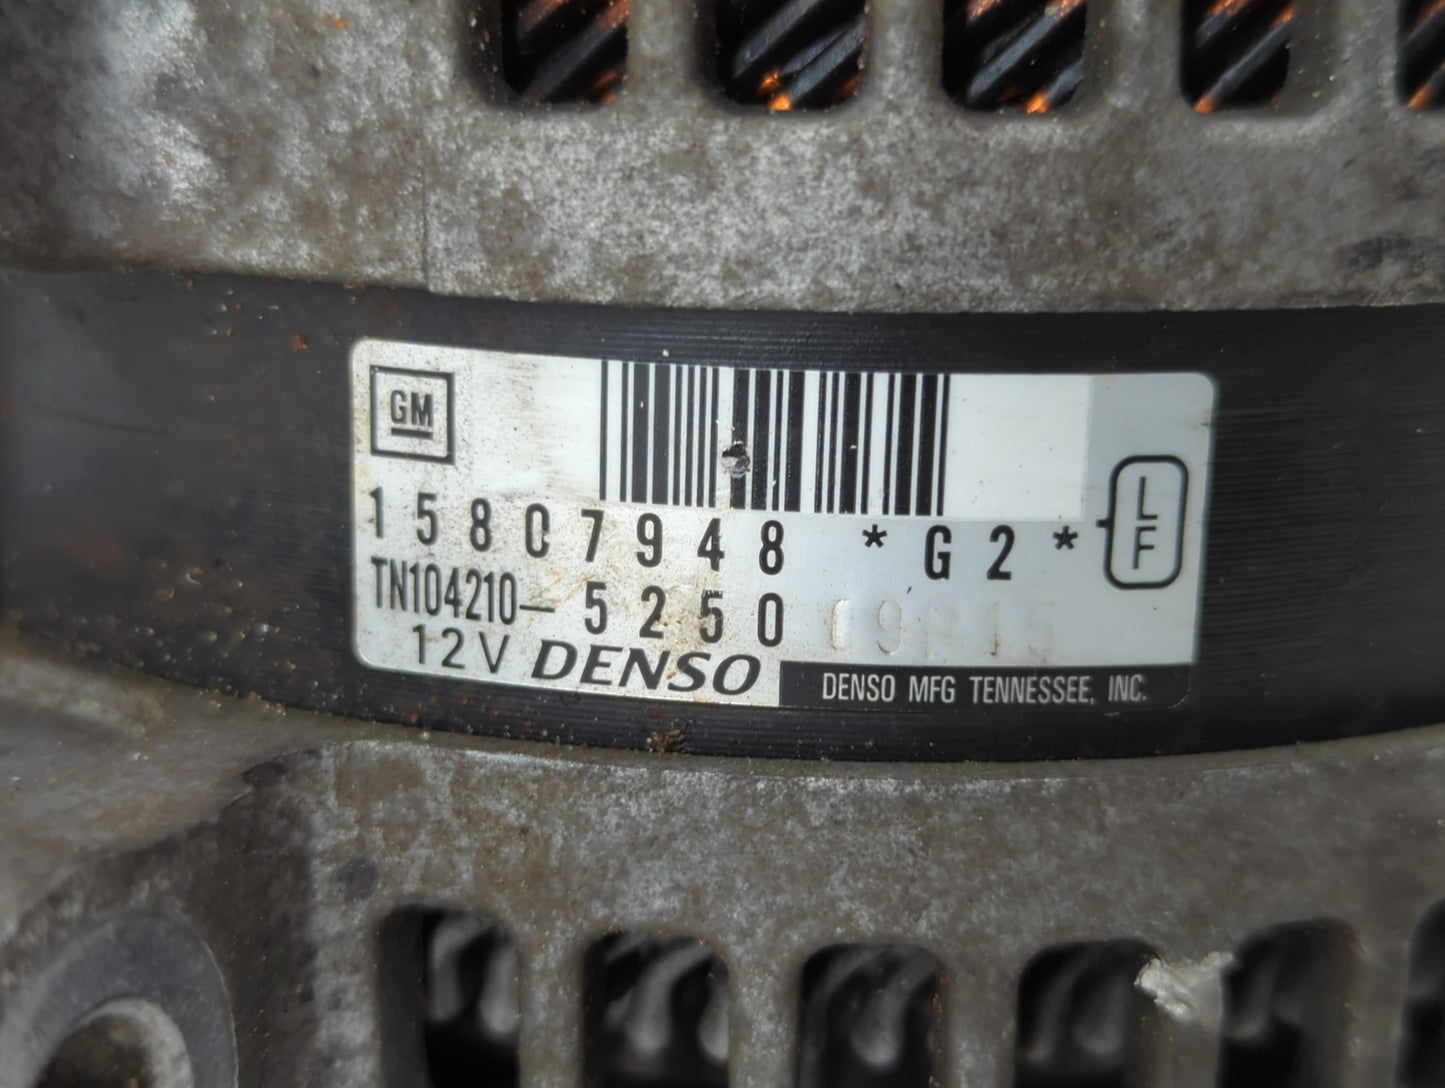 GM
15807948 *G2*
LF
TN104210-5250
12V DENSO
DENSO MFG TENNESSEE, INC.